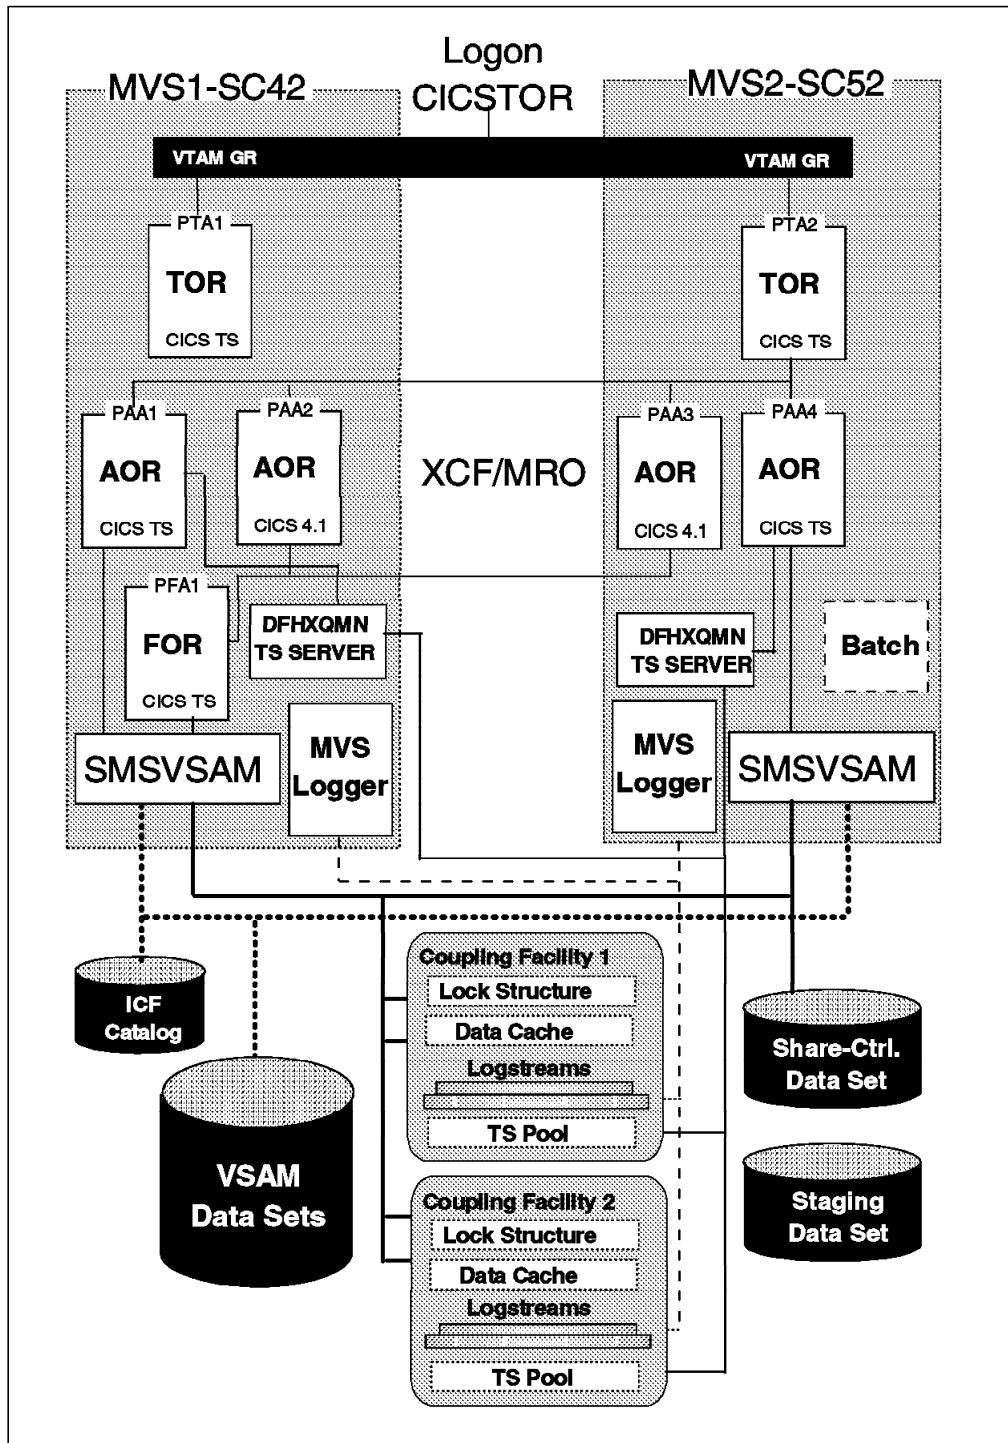 Logon
CICSTOR
MVS1-SC42
MVS2-SC52
VTAM GR
VTAM GR
PTA1
TOR
CICS TS
PTA2
TOR
CICS TS
PAA1
AOR
CICS TS
PAA2
AOR
CICS 4.1
XCF/MRO
PAA3
AOR
CICS 4.1
PAA4
AOR
CICS TS
PFA1
FOR
CICS TS
DFHXQMN
TS SERVER
DFHXQMN
TS SERVER
Batch
SMSVSAM
MVS
Logger
MVS
Logger
SMSVSAM
ICF
Catalog
VSAM
Data Sets
Coupling Facility 1
Lock Structure
Data Cache
Logstreams
TS Pool
Coupling Facility 2
Lock Structure
Data Cache
Logstreams
TS Pool
Share-Ctrl.
Data Set
Staging
Data Set